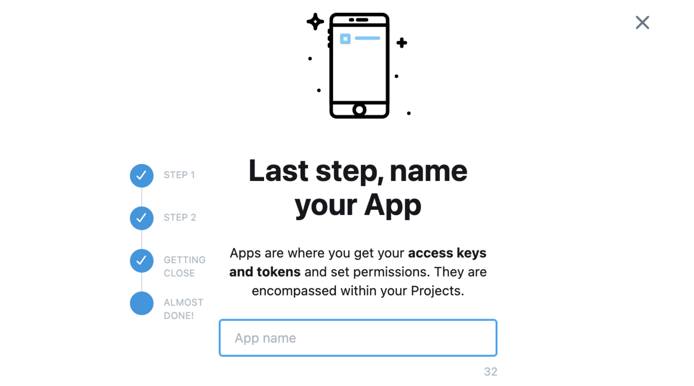 Last step, name
your App
STEP 1
STEP 2
GETTING
CLOSE
ALMOST
DONE!
Apps are where you get your access keys
and tokens and set permissions. They are
encompassed within your Projects.
App name
32